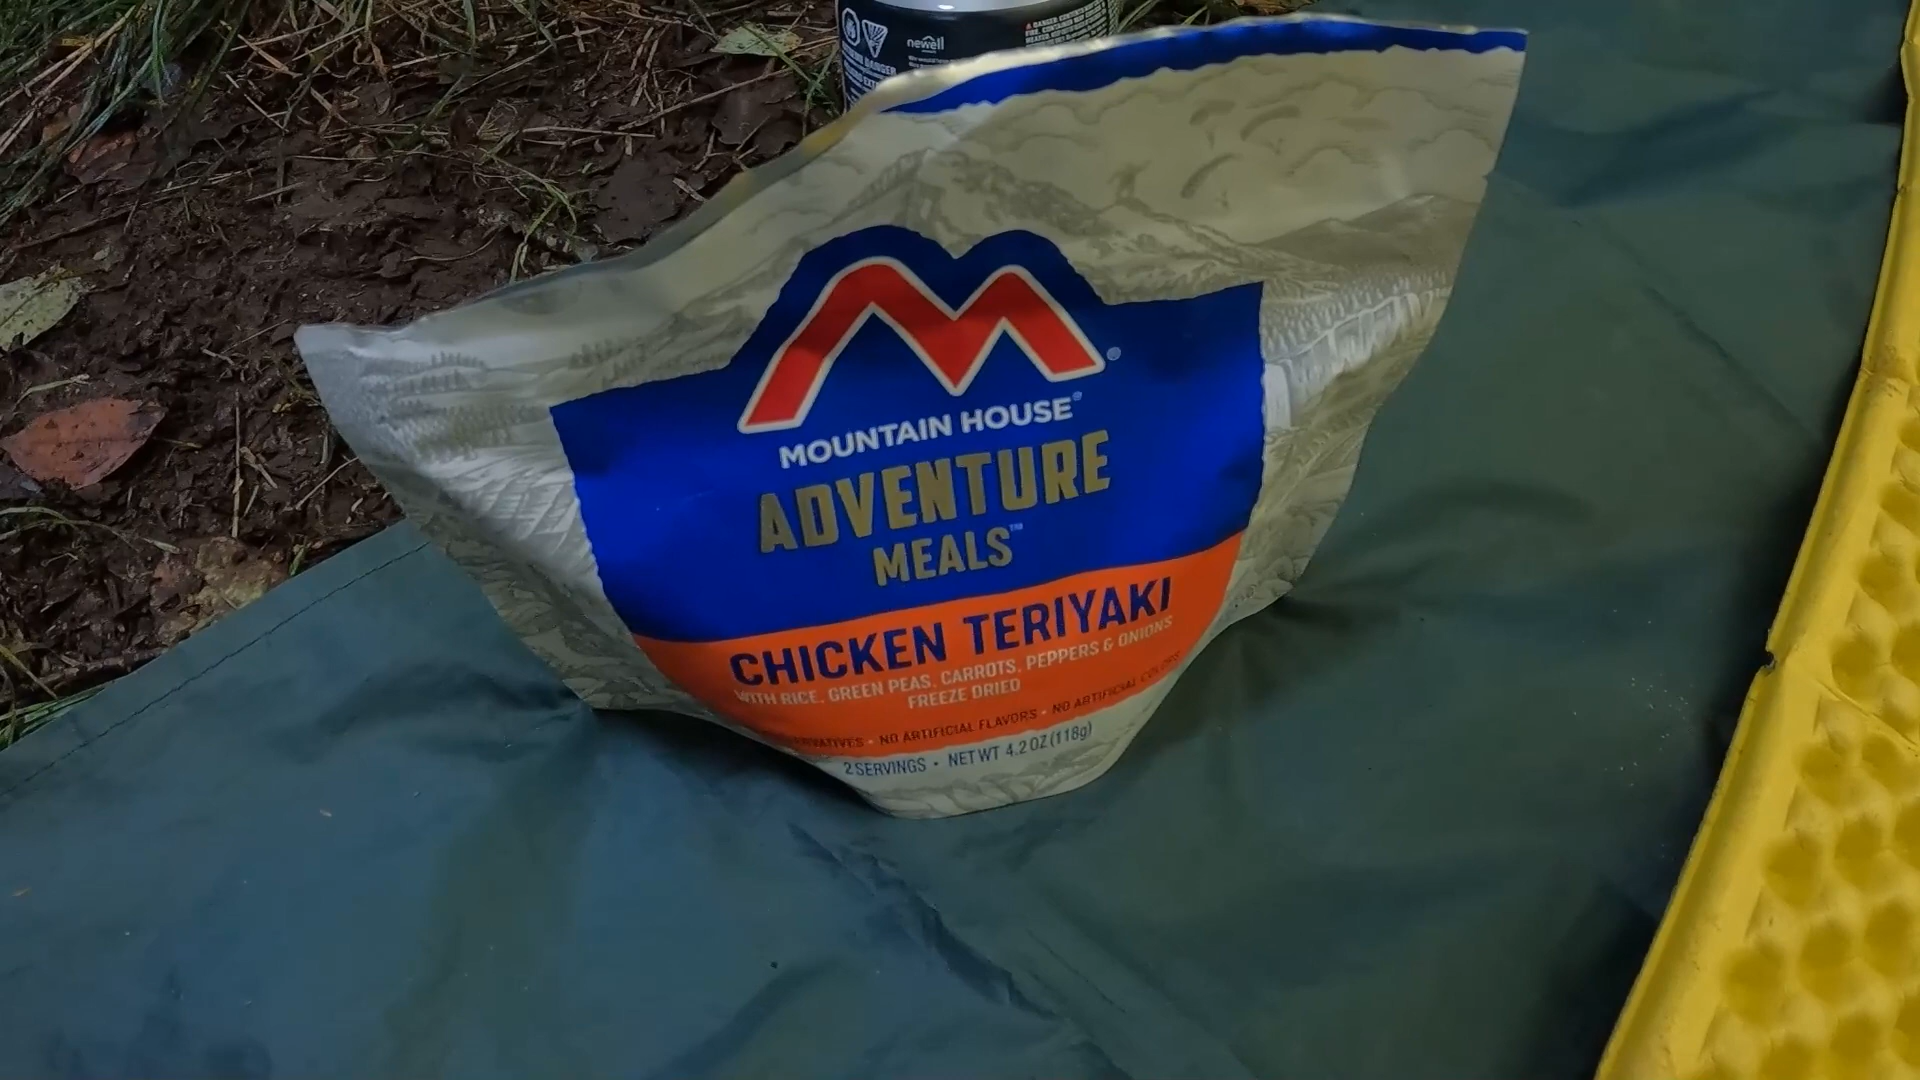 newell
MOUNTAIN HOUSE®
ADVENTURE
MEALS™
CHICKEN TERIYAKI
WITH RICE, GREEN PEAS, CARROTS, PEPPERS & ONIONS
FREEZE DRIED
NO ARTIFICIAL FLAVORS • NO ARTIFICIAL COLORS
2 SERVINGS • NET WT 4.2 OZ (118g)